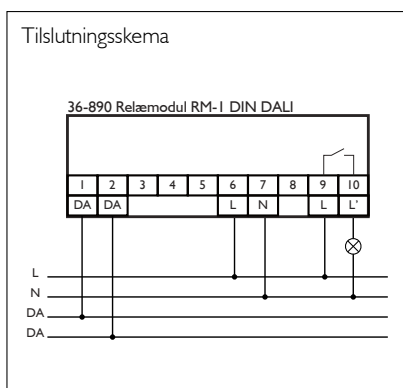 Tilslutningsskema
36-890 Relæmodul RM-1 DIN DALI
1 2 3 4 5 6 7 8 9 10
DA DA L N L L'
L
N
DA
DA